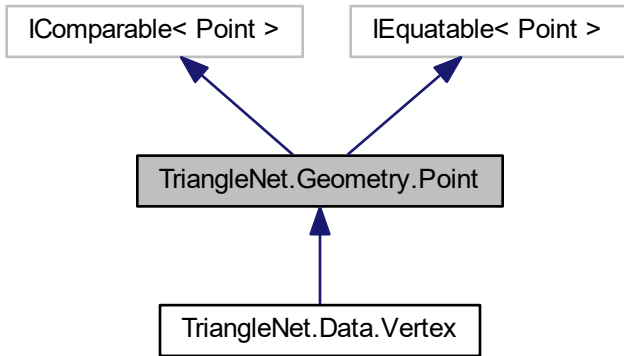 IComparable< Point >
IEquatable< Point >
TriangleNet.Geometry.Point
TriangleNet.Data.Vertex